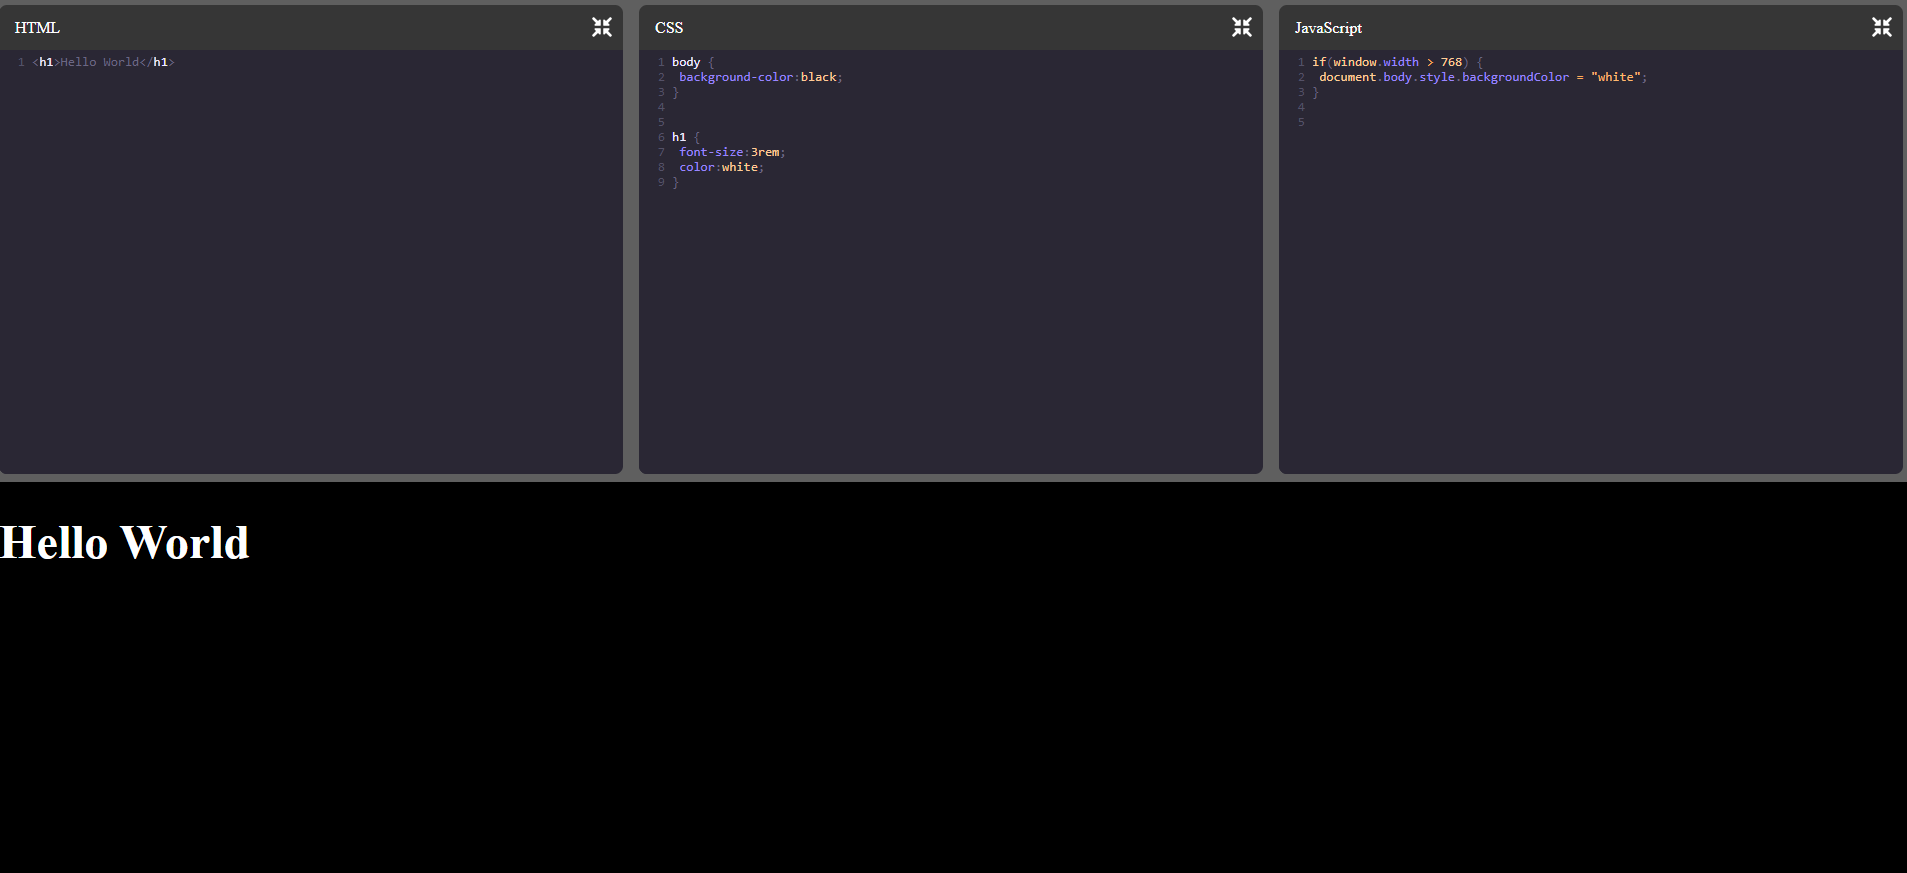 HTML
1 <h1>Hello World</h1>
CSS
1 body {
2  background-color:black;
3 }
4
5
6 h1 {
7  font-size:3rem;
8  color:white;
9 }
JavaScript
1 if(window.width > 768) {
2  document.body.style.backgroundColor = "white";
3 }
4
5
Hello World